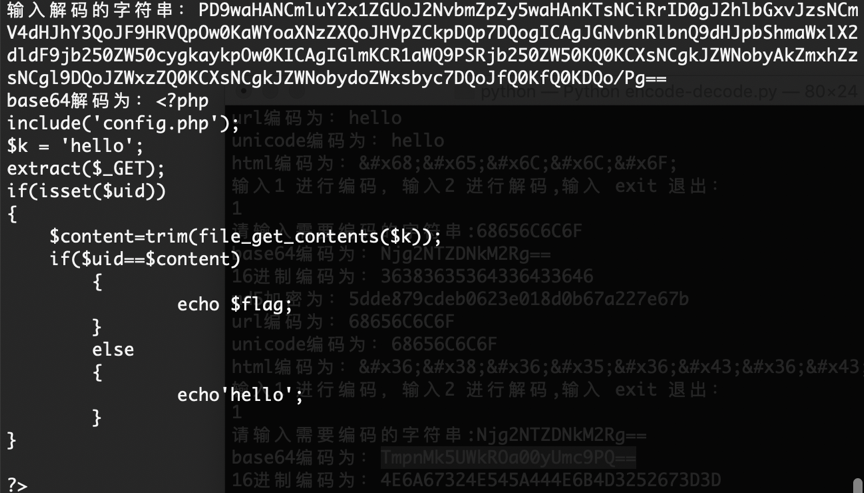 输入解码的字符串：PD9waHANCmluY2x1ZGUoJ2NvbmZpZy5waHAnKTsNCiRrID0gJ2hlbGxvJzsNCm
V4dHJhY3QoJF9HRVQpOw0KaWYoaXNzZXQoJHVpZCkpDQp7DQogICAgJGNvbnRlbnQ9dHJpbShmaWxlX2
dldF9jb250ZW50cygkaykpOw0KICAgIGlmKCR1aWQ9PSRjb250ZW50KQ0KCXsNCgkJZWNobyAkZmxhZz
sNCgl9DQoJZWxzZQ0KCXsNCgkJZWNobydoZWxsbyc7DQoJfQ0KfQ0KDQo/Pg==
base64解码为：<?php
include('config.php');
$k = 'hello';
extract($_GET);
if(isset($uid))
{
$content=trim(file_get_contents($k));
if($uid==$content)
{
echo $flag;
}
else
{
echo'hello';
}
}
?>
python — Python encode-decode.py — 80×24
url编码为：hello
unicode编码为：hello
html编码为：&#x68;&#x65;&#x6C;&#x6C;&#x6F;
输入1 进行编码，输入2 进行解码,输入 exit 退出：
1
请输入需要编码的字符串:68656C6C6F
base64编码为：Njg2NTZDNkM2Rg==
16进制编码为：36383635364336433646
加密为：5dde879cdeb0623e018d0b67a227e67b
url编码为：68656C6C6F
unicode编码为：68656C6C6F
html编码为：&#x36;&#x38;&#x36;&#x35;&#x36;&#x43;&#x36;&#x43
输入1 进行编码，输入2 进行解码,输入 exit 退出：
1
请输入需要编码的字符串:Njg2NTZDNkM2Rg==
base64编码为：TmpnMk5UWkROa00yUmc9PQ==
16进制编码为：4E6A67324E545A444E6B4D3252673D3D